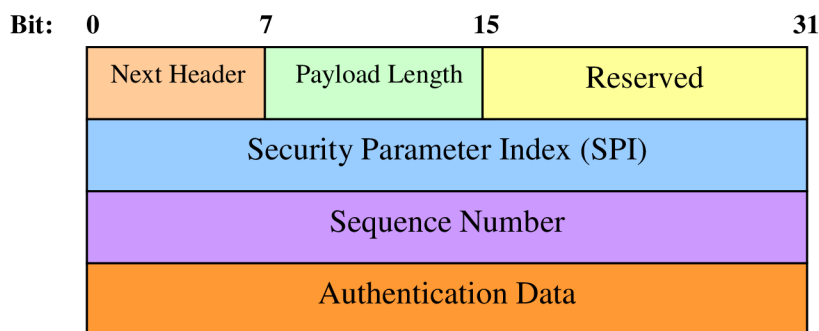 Bit: 0 7 15 31
Next Header Payload Length Reserved
Security Parameter Index (SPI)
Sequence Number
Authentication Data